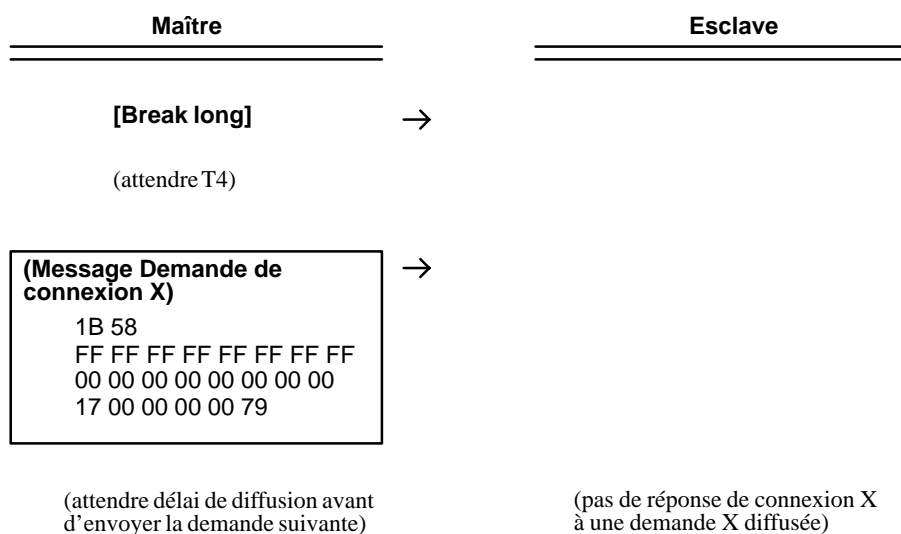 Maître
Esclave
[Break long]
→
(attendre T4)
(Message Demande de
connexion X)
→
1B 58
FF FF FF FF FF FF FF FF
00 00 00 00 00 00 00 00
17 00 00 00 00 79
(attendre délai de diffusion avant
d'envoyer la demande suivante)
(pas de réponse de connexion X
à une demande X diffusée)